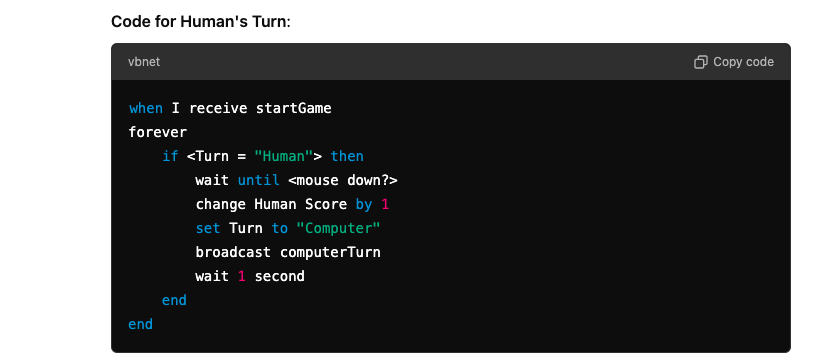 Code for Human's Turn:
vbnet
Copy code
when I receive startGame
forever
    if <Turn = "Human"> then
        wait until <mouse down?>
        change Human Score by 1
        set Turn to "Computer"
        broadcast computerTurn
        wait 1 second
    end
end